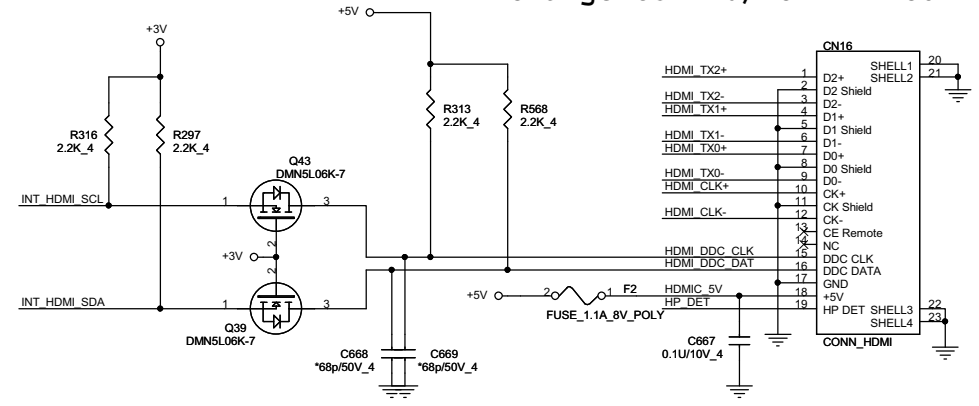 +5V
+3V
R316
2.2K_4
R297
2.2K_4
R313
2.2K_4
R568
2.2K_4
Q43
DMN5L06K-7
INT_HDMI_SCL
1
3
2
+3V
2
INT_HDMI_SDA
1
3
Q39
DMN5L06K-7
C668
*68p/50V_4
C669
*68p/50V_4
+5V
2
1
F2
FUSE_1.1A_8V_POLY
HDMIC_5V
HP_DET
C667
0.1U/10V_4
HDMI_TX2+
HDMI_TX2-
HDMI_TX1+
HDMI_TX1-
HDMI_TX0+
HDMI_TX0-
HDMI_CLK+
HDMI_CLK-
HDMI_DDC_CLK
HDMI_DDC_DAT
CN16
1 D2+
2 D2 Shield
3 D2-
4 D1+
5 D1 Shield
6 D1-
7 D0+
8 D0 Shield
9 D0-
10 CK+
11 CK Shield
12 CK-
13 CE Remote
14 NC
15 DDC CLK
16 DDC DATA
17 GND
18 +5V
19 HP DET
SHELL1 20
SHELL2 21
SHELL3 22
SHELL4 23
CONN_HDMI